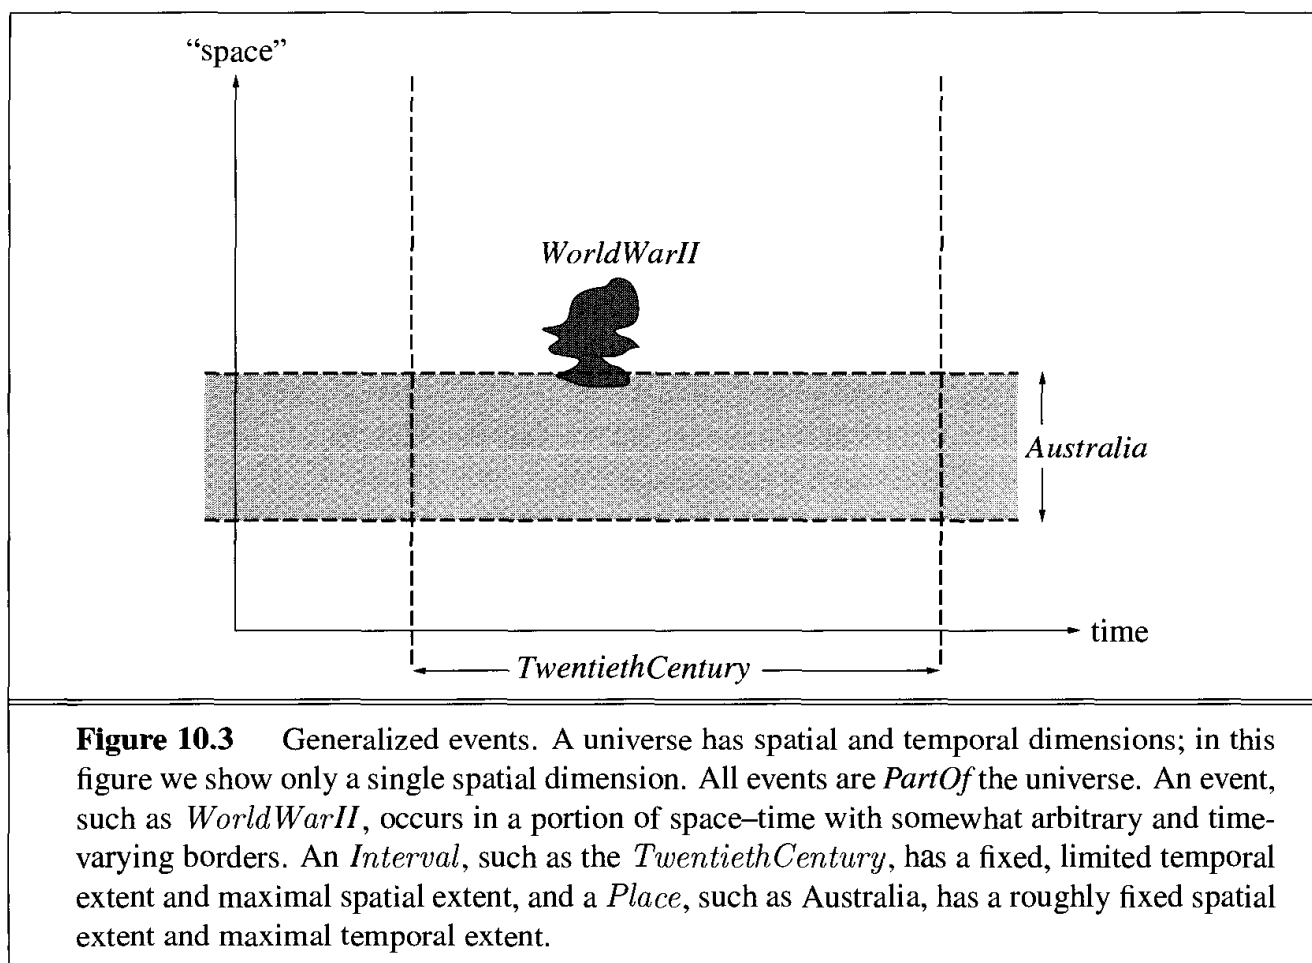 “space”
WorldWarII
Australia
time
TwentiethCentury
Figure 10.3 Generalized events. A universe has spatial and temporal dimensions; in this
figure we show only a single spatial dimension. All events are PartOf the universe. An event,
such as WorldWarII, occurs in a portion of space–time with somewhat arbitrary and time-
varying borders. An Interval, such as the TwentiethCentury, has a fixed, limited temporal
extent and maximal spatial extent, and a Place, such as Australia, has a roughly fixed spatial
extent and maximal temporal extent.